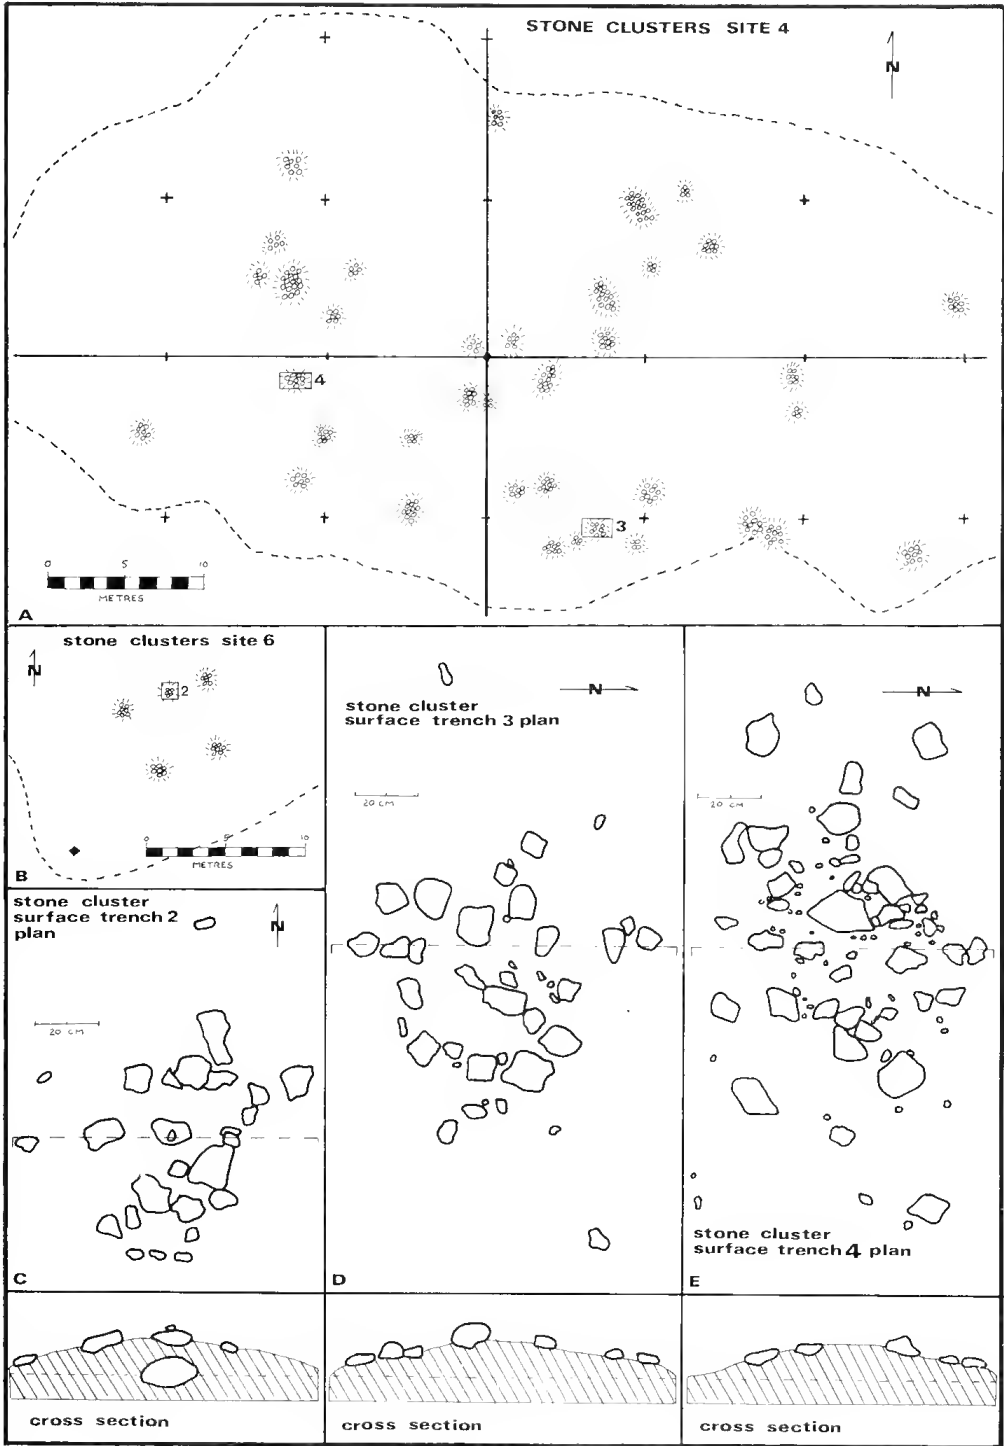 STONE CLUSTERS SITE 4
N
4
3
0 5 10
METRES
A
stone clusters site 6
N
2
0 5 10
METRES
B
stone cluster
surface trench 2
plan
N
20 CM
C
N
stone cluster
surface trench 3 plan
20 CM
D
N
20 CM
stone cluster
surface trench 4 plan
E
cross section
cross section
cross section